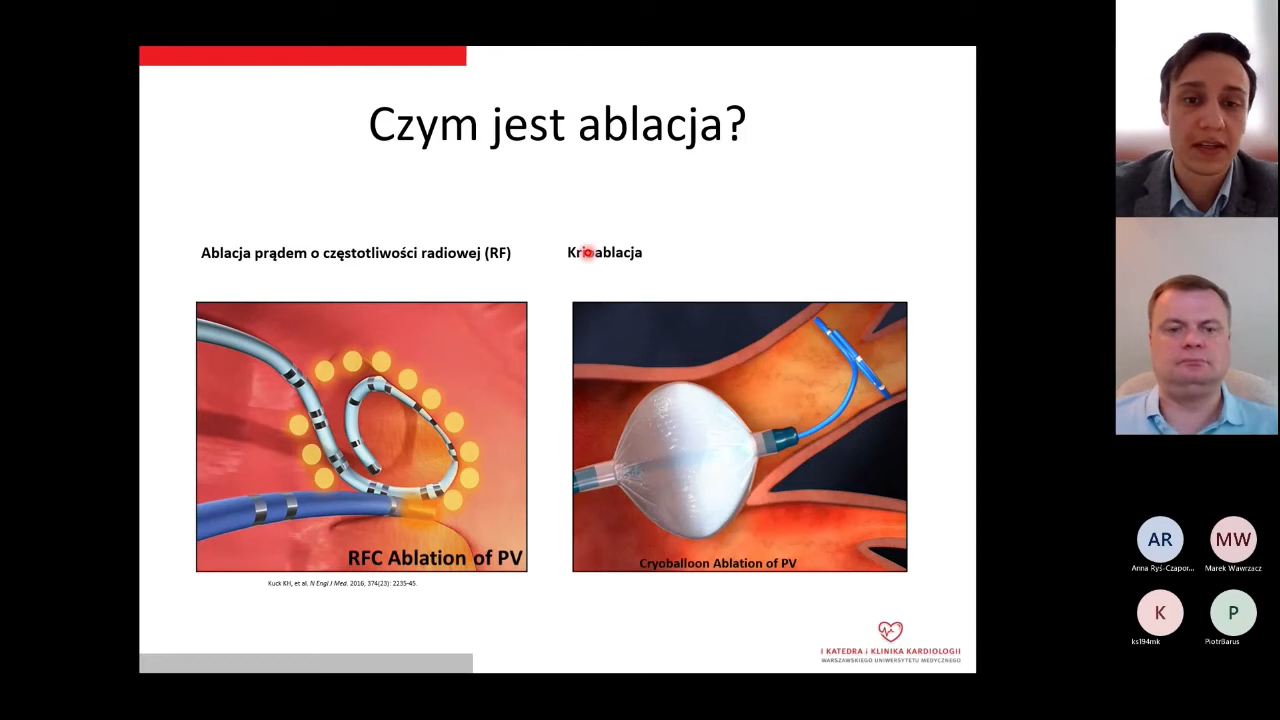 Czym jest ablacja?
Ablacja prądem o częstotliwości radiowej (RF)
Krioablacja
RFC Ablation of PV
Cryoballoon Ablation of PV
Kuck KH, et al. N Engl J Med. 2016; 374(23): 2235-45.
I KATEDRA i KLINIKA KARDIOLOGII
WARSZAWSKIEGO UNIWERSYTETU MEDYCZNEGO
AR
MW
Anna Ryś-Czapor...
Marek Wawrzacz
K
P
ks194mk
PiotrBarus